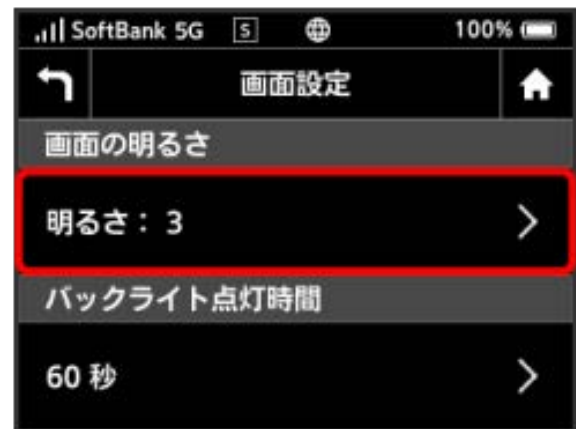 SoftBank 5G S 100%
画面設定
画面の明るさ
明るさ： 3
バックライト点灯時間
60 秒